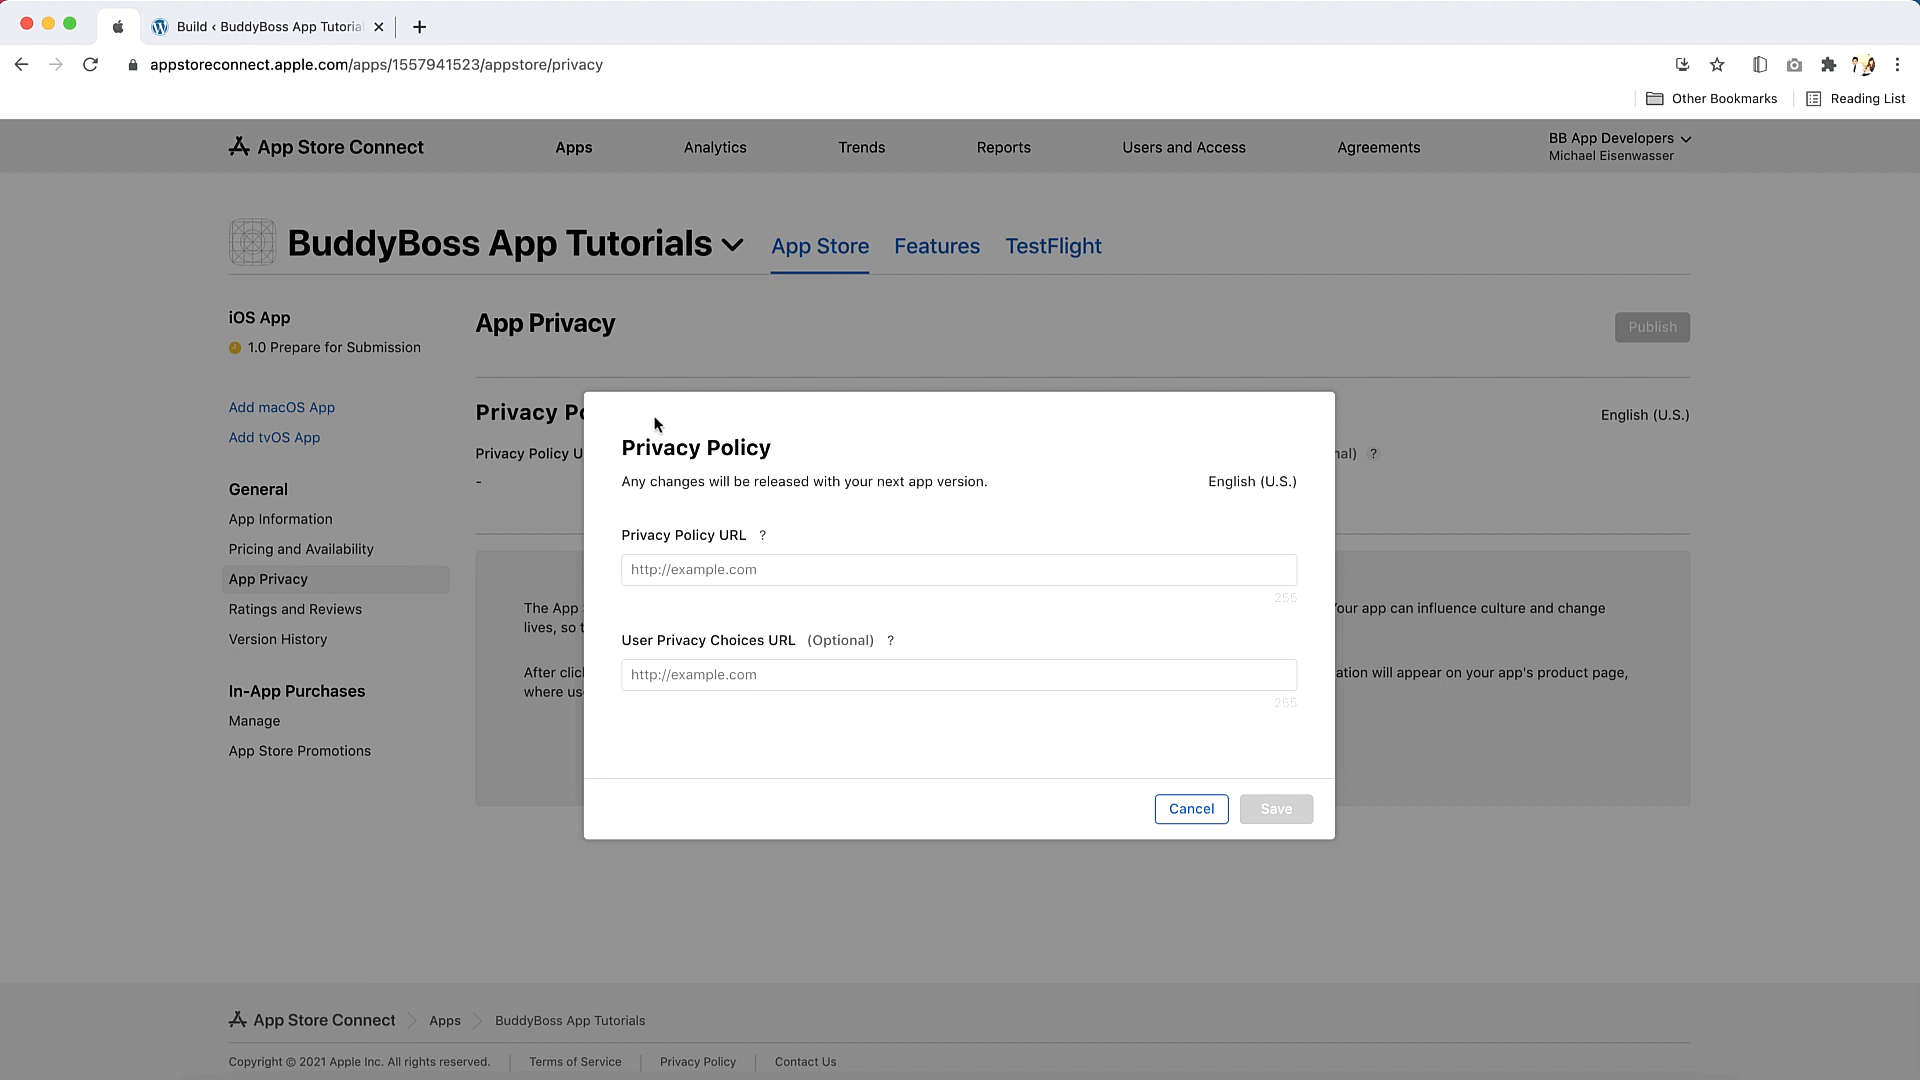 Build ‹ BuddyBoss App Tutoria
appstoreconnect.apple.com/apps/1557941523/appstore/privacy
Other Bookmarks
Reading List
App Store Connect
Apps
Analytics
Trends
Reports
Users and Access
Agreements
BB App Developers
Michael Eisenwasser
BuddyBoss App Tutorials
App Store
Features
TestFlight
iOS App
1.0 Prepare for Submission
Add macOS App
Add tvOS App
General
App Information
Pricing and Availability
App Privacy
Ratings and Reviews
Version History
In-App Purchases
Manage
App Store Promotions
App Privacy
Publish
Privacy Po
English (U.S.)
Privacy Policy U
nal) ?
-
The App
our app can influence culture and change
lives, so t
After clic
ation will appear on your app's product page,
where us
Privacy Policy
Any changes will be released with your next app version.
English (U.S.)
Privacy Policy URL ?
http://example.com
255
User Privacy Choices URL (Optional) ?
http://example.com
255
Cancel
Save
App Store Connect
Apps
BuddyBoss App Tutorials
Copyright © 2021 Apple Inc. All rights reserved.
Terms of Service
Privacy Policy
Contact Us